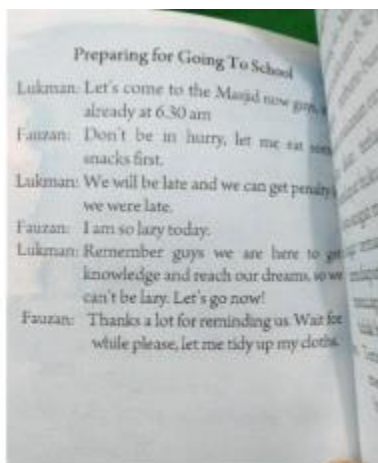 Preparing for Going To School
Lukman: Let's come to the Masjid now guys,
already at 6.30 am
Fauzan: Don't be in hurry, let me eat some
snacks first.
Lukman: We will be late and we can get penalty
we were late.
Fauzan: I am so lazy today.
Lukman: Remember guys we are here to get
knowledge and reach our dreams, so we
can't be lazy. Let's go now!
Fauzan: Thanks a lot for reminding us. Wait for
while please, let me tidy up my cloths.